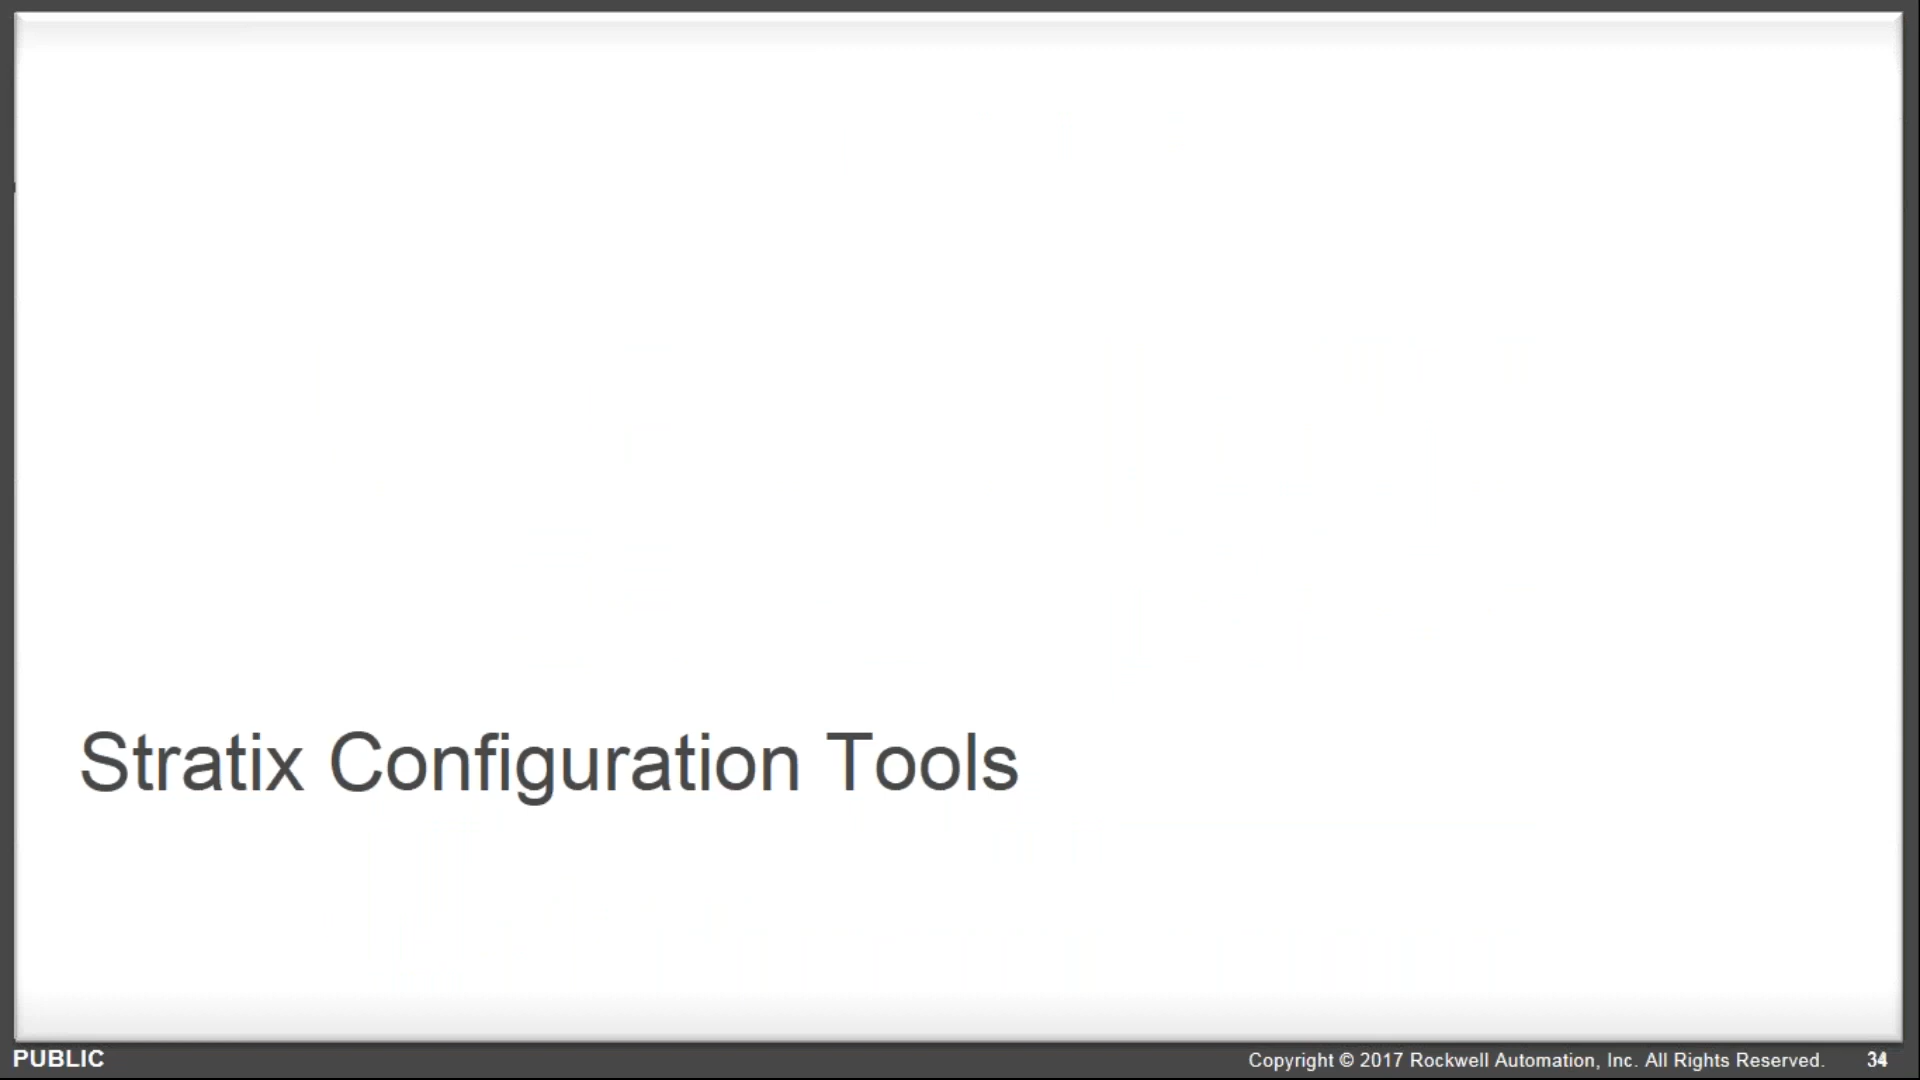 Stratix Configuration Tools
PUBLIC
Copyright © 2017 Rockwell Automation, Inc. All Rights Reserved. 34